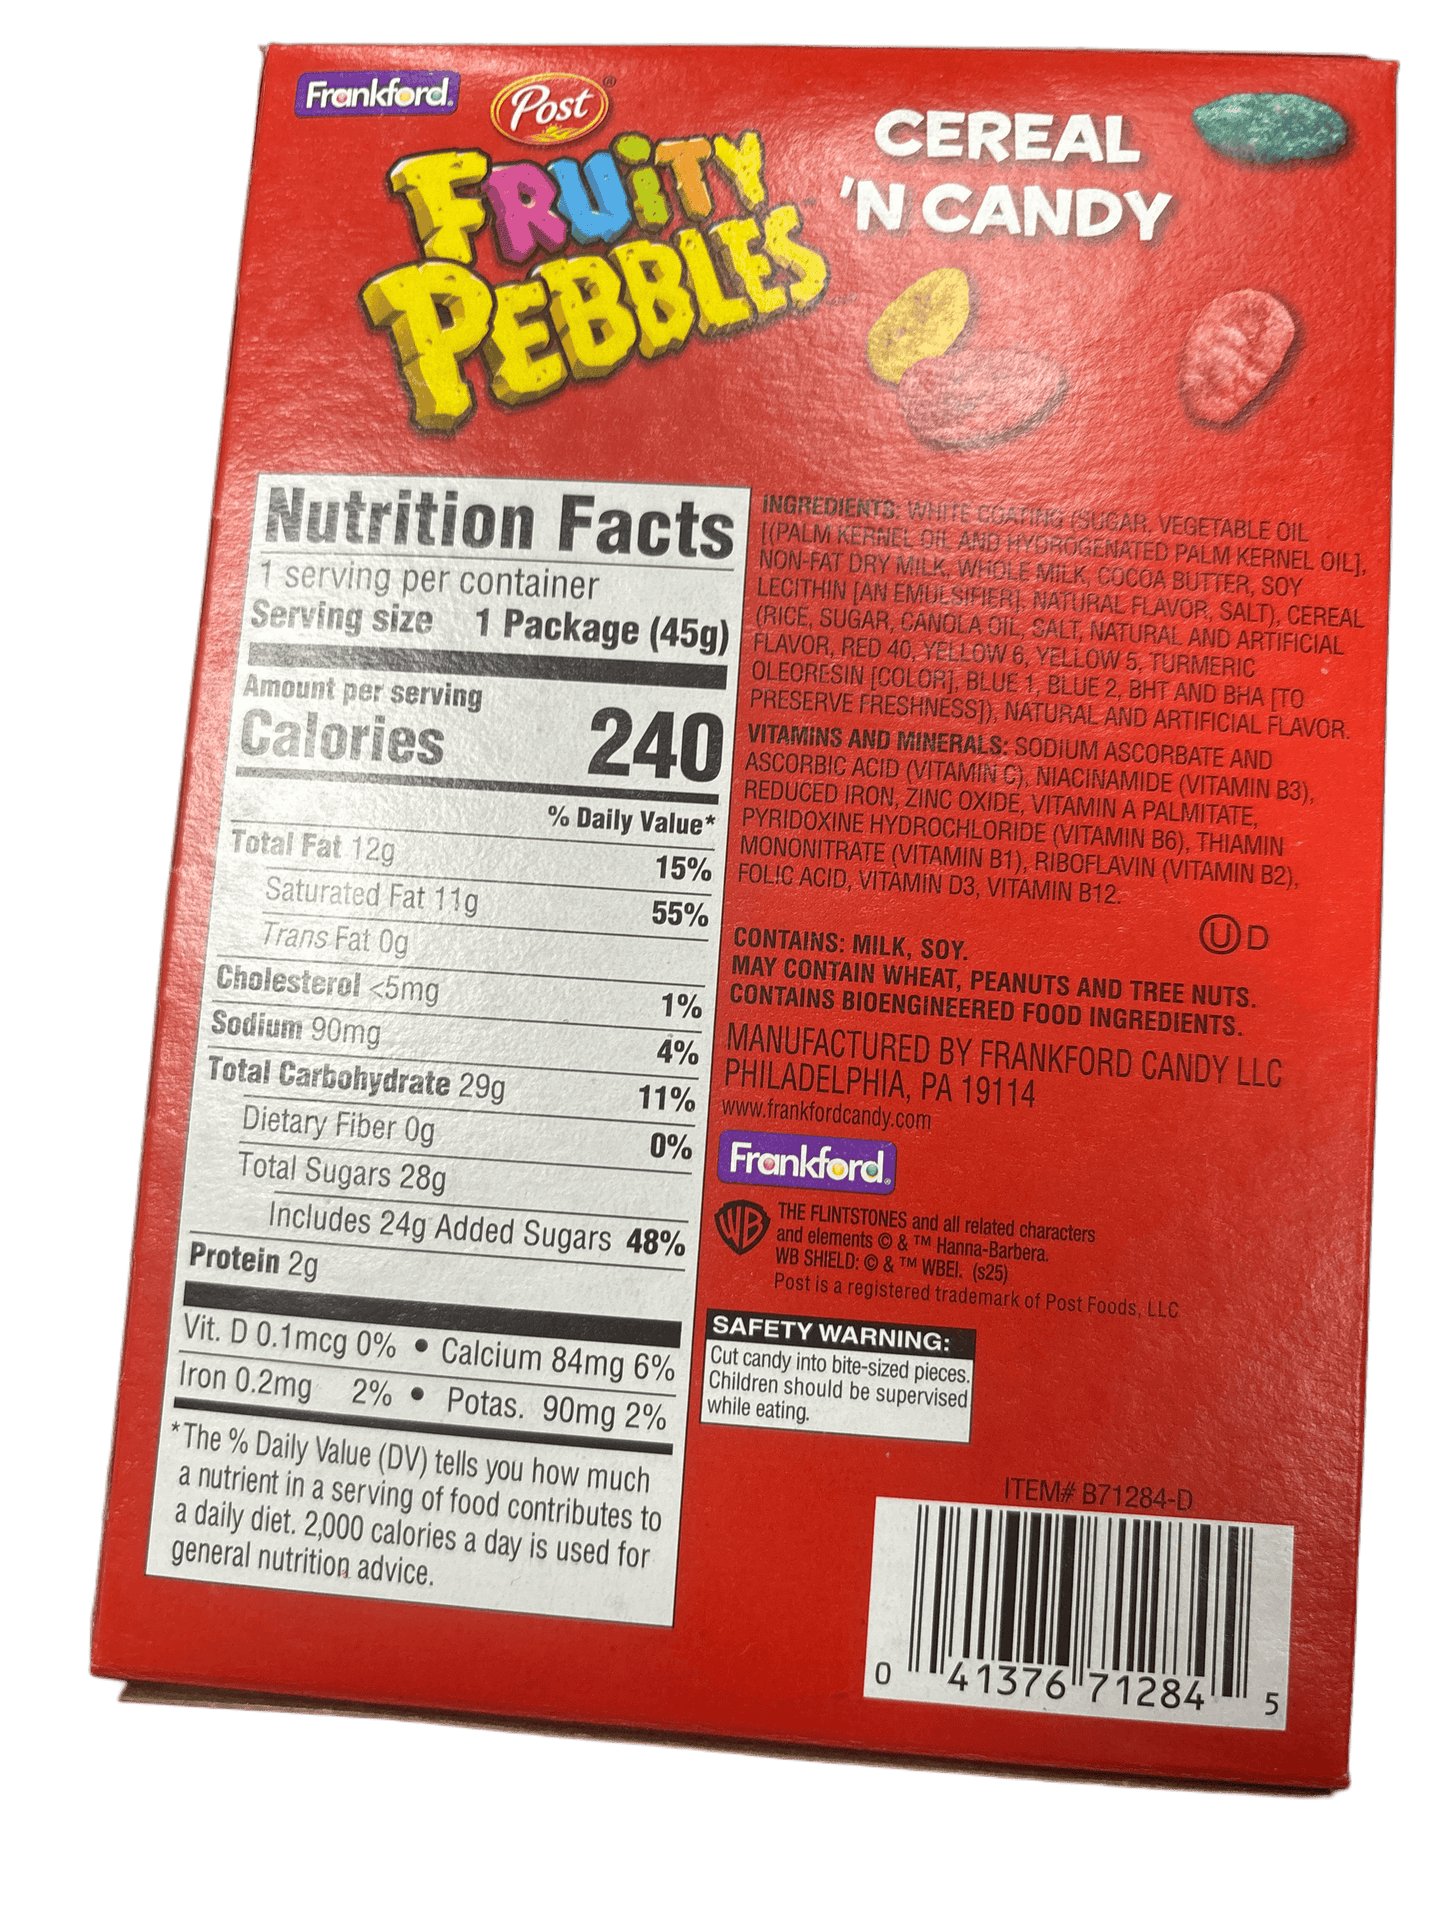 Frankford®
Post®
FRUITY
PEBBLES
CEREAL
'N CANDY
Nutrition Facts
1 serving per container
Serving size 1 Package (45g)
Amount per serving
Calories 240
% Daily Value*
Total Fat 12g 15%
Saturated Fat 11g 55%
Trans Fat 0g
Cholesterol <5mg 1%
Sodium 90mg 4%
Total Carbohydrate 29g 11%
Dietary Fiber 0g 0%
Total Sugars 28g
Includes 24g Added Sugars 48%
Protein 2g
Vit. D 0.1mcg 0% • Calcium 84mg 6%
Iron 0.2mg 2% • Potas. 90mg 2%
*The % Daily Value (DV) tells you how much
a nutrient in a serving of food contributes to
a daily diet. 2,000 calories a day is used for
general nutrition advice.
INGREDIENTS: WHITE COATING (SUGAR, VEGETABLE OIL
[(PALM KERNEL OIL AND HYDROGENATED PALM KERNEL OIL],
NON-FAT DRY MILK, WHOLE MILK, COCOA BUTTER, SOY
LECITHIN [AN EMULSIFIER], NATURAL FLAVOR, SALT), CEREAL
(RICE, SUGAR, CANOLA OIL, SALT, NATURAL AND ARTIFICIAL
FLAVOR, RED 40, YELLOW 6, YELLOW 5, TURMERIC
OLEORESIN [COLOR], BLUE 1, BLUE 2, BHT AND BHA [TO
PRESERVE FRESHNESS]), NATURAL AND ARTIFICIAL FLAVOR.
VITAMINS AND MINERALS: SODIUM ASCORBATE AND
ASCORBIC ACID (VITAMIN C), NIACINAMIDE (VITAMIN B3),
REDUCED IRON, ZINC OXIDE, VITAMIN A PALMITATE,
PYRIDOXINE HYDROCHLORIDE (VITAMIN B6), THIAMIN
MONONITRATE (VITAMIN B1), RIBOFLAVIN (VITAMIN B2),
FOLIC ACID, VITAMIN D3, VITAMIN B12.
U D
CONTAINS: MILK, SOY.
MAY CONTAIN WHEAT, PEANUTS AND TREE NUTS.
CONTAINS BIOENGINEERED FOOD INGREDIENTS.
MANUFACTURED BY FRANKFORD CANDY LLC
PHILADELPHIA, PA 19114
www.frankfordcandy.com
Frankford®
WB
THE FLINTSTONES and all related characters
and elements © & ™ Hanna-Barbera.
WB SHIELD: © & ™ WBEI. (s25)
Post is a registered trademark of Post Foods, LLC
SAFETY WARNING:
Cut candy into bite-sized pieces.
Children should be supervised
while eating.
ITEM# B71284-D
0 41376 71284 5